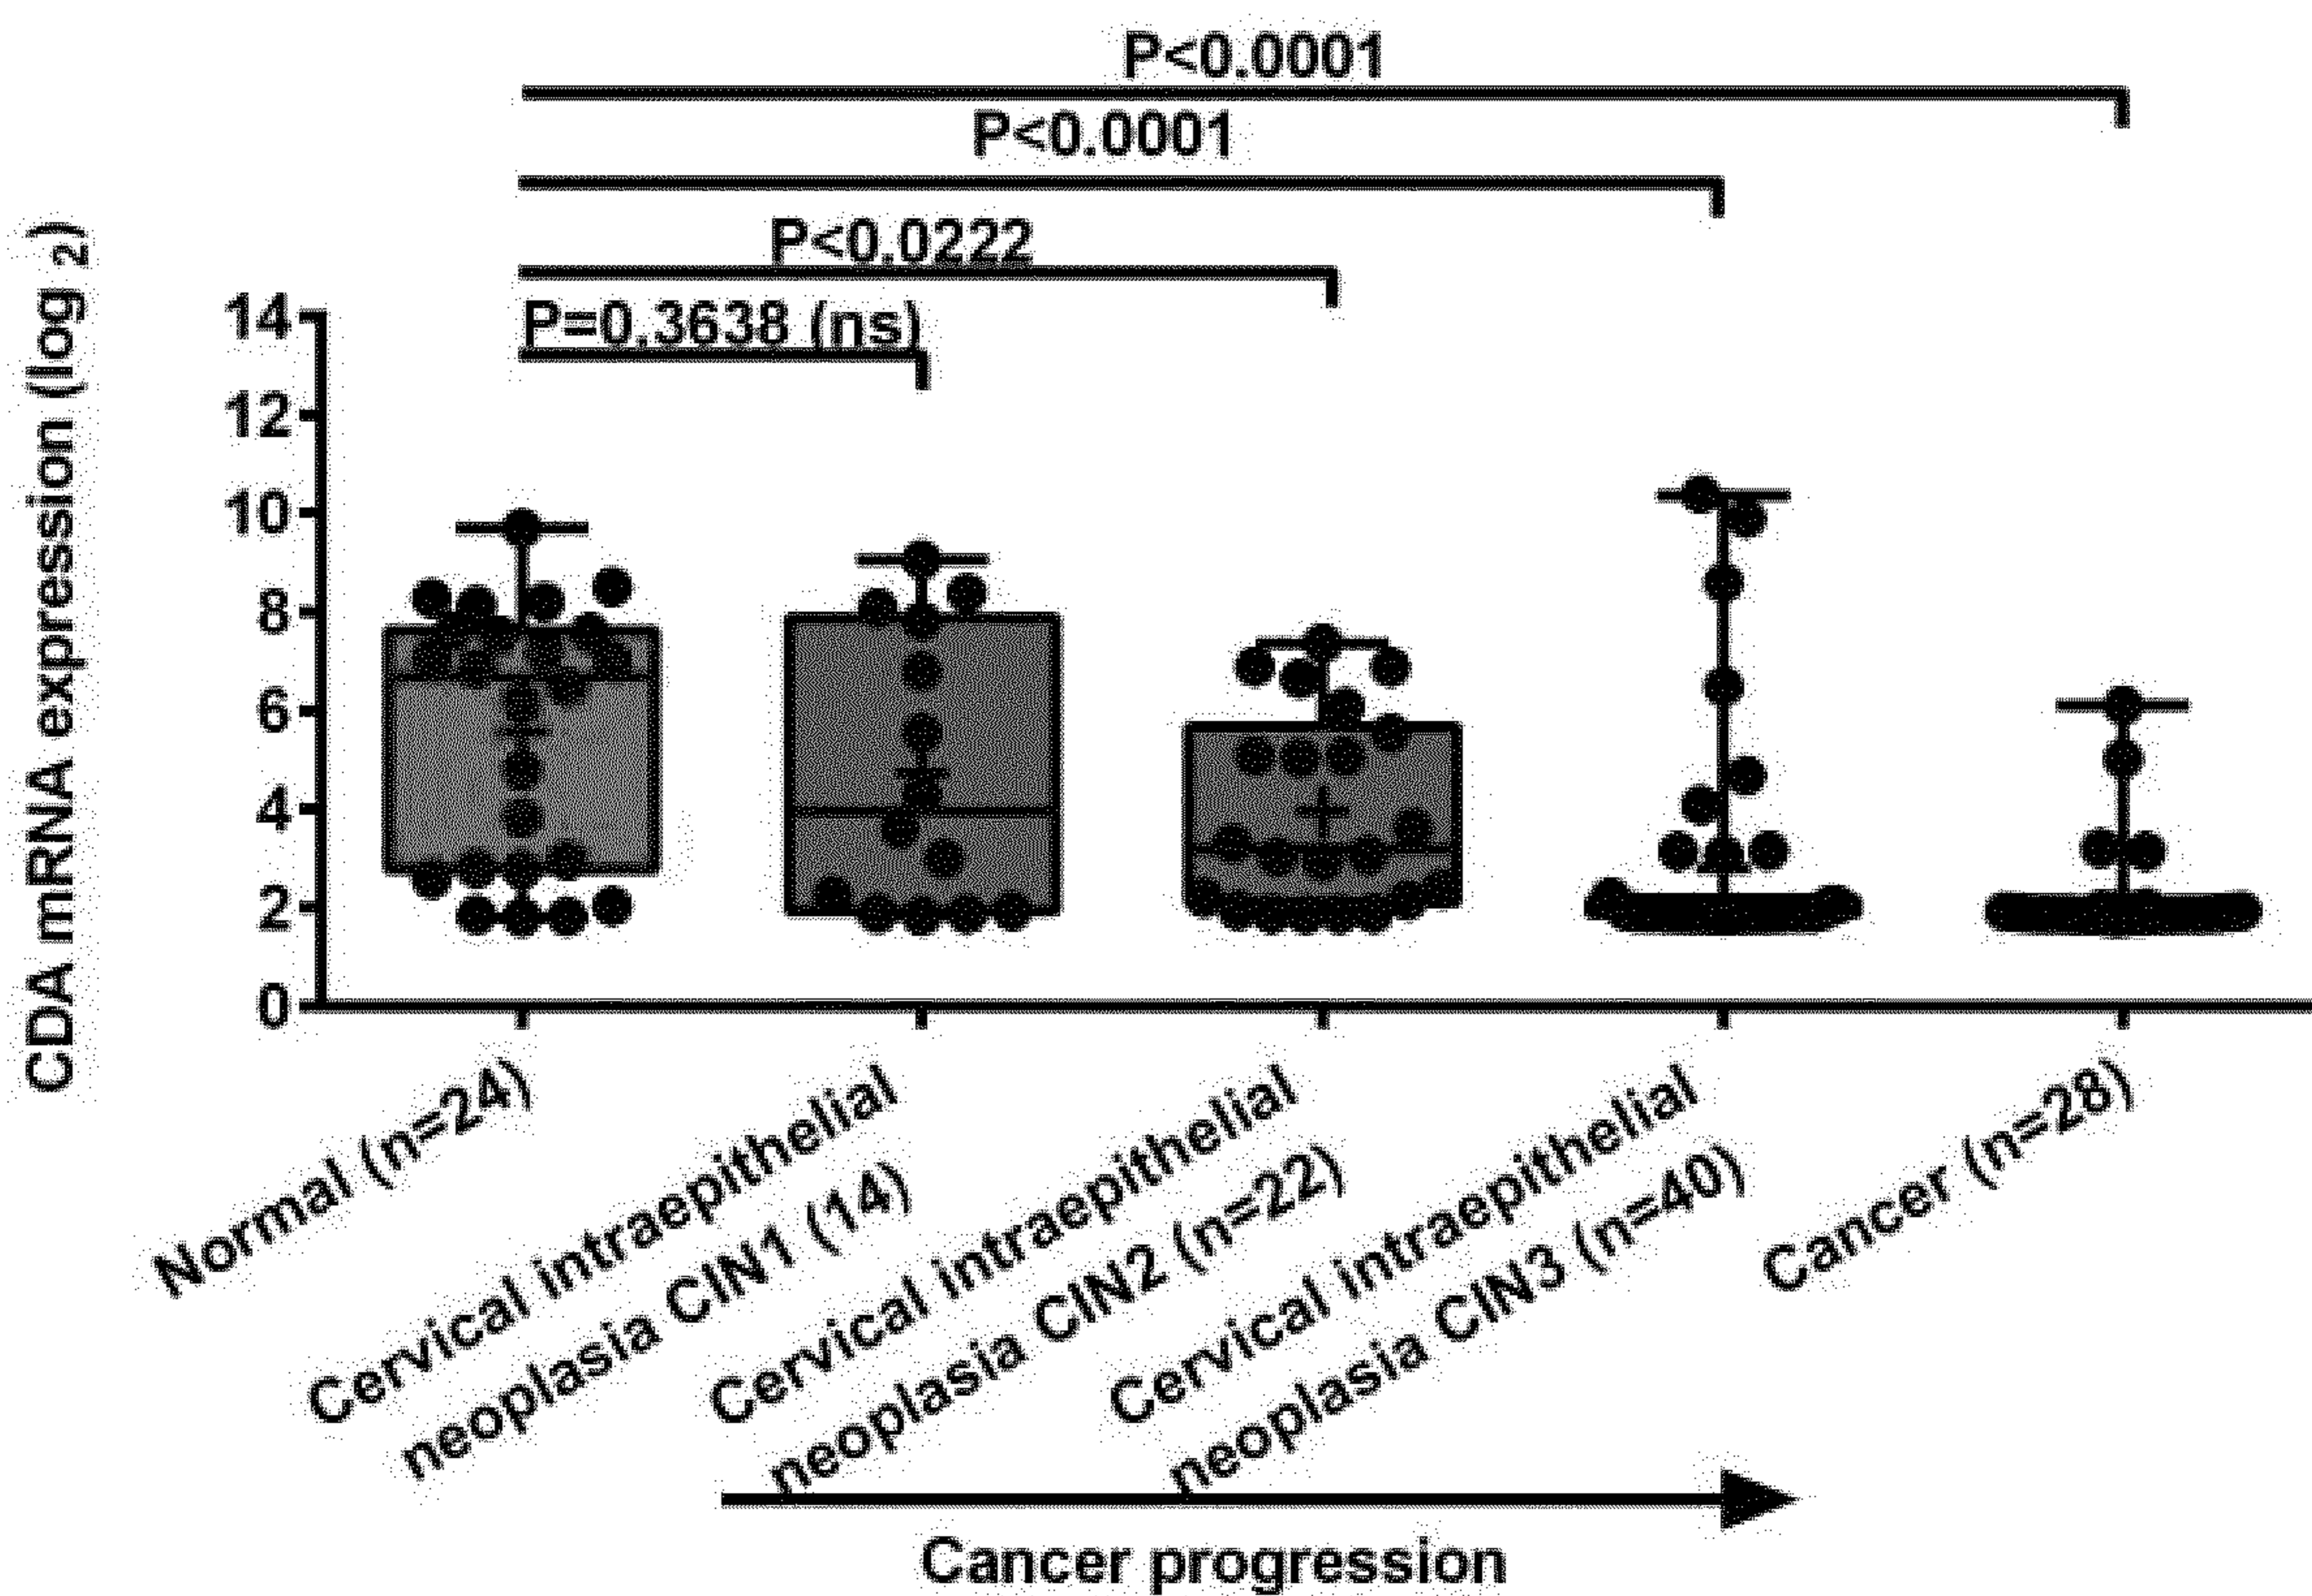 P<0.0001
P<0.0001
P<0.0222
P=0.3638 (ns)
CDA mRNA expression (log 2)
14
12
10
8
6
4
2
0
Normal (n=24)
Cervical intraepithelial
neoplasia CIN1 (14)
Cervical intraepithelial
neoplasia CIN2 (n=22)
Cervical intraepithelial
neoplasia CIN3 (n=40)
Cancer (n=28)
Cancer progression